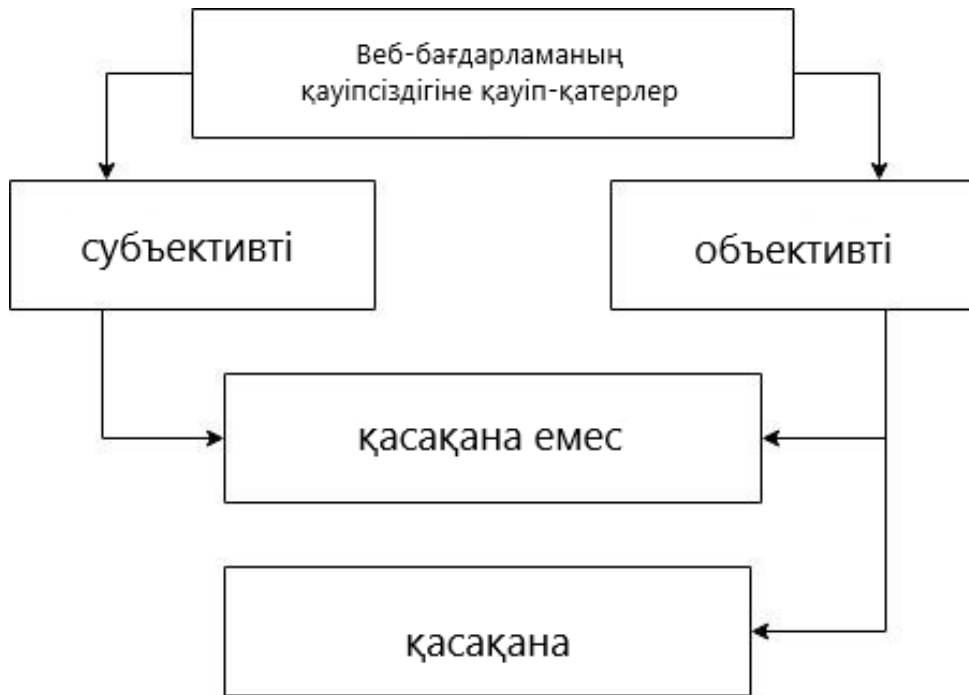 Веб-бағдарламаның
қауіпсіздігіне қауіп-қатерлер
субъективті
объективті
қасақана емес
қасақана